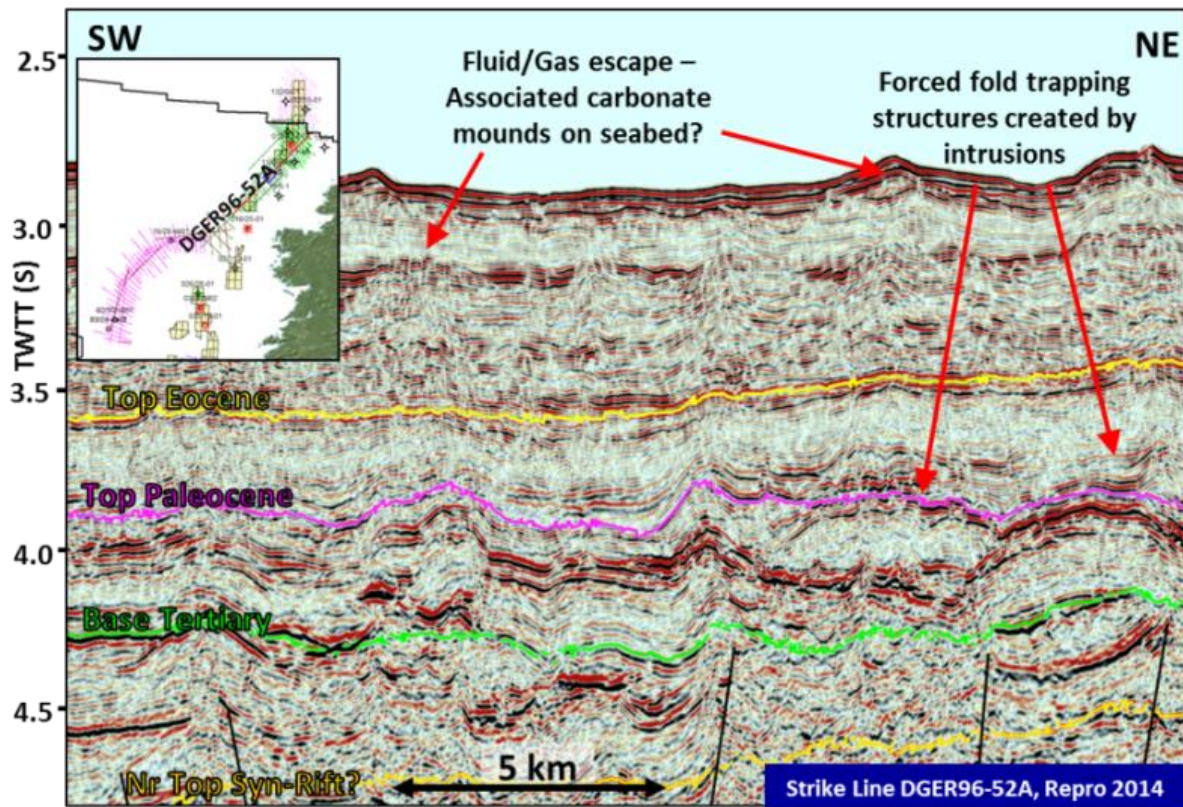 SW
NE
Fluid/Gas escape –
Associated carbonate
mounds on seabed?
Forced fold trapping
structures created by
intrusions
DGER96-52A
TWTT (S)
2.5
3.0
3.5
4.0
4.5
Top Eocene
Top Paleocene
Base Tertiary
Nr Top Syn-Rift?
5 km
Strike Line DGER96-52A, Repro 2014